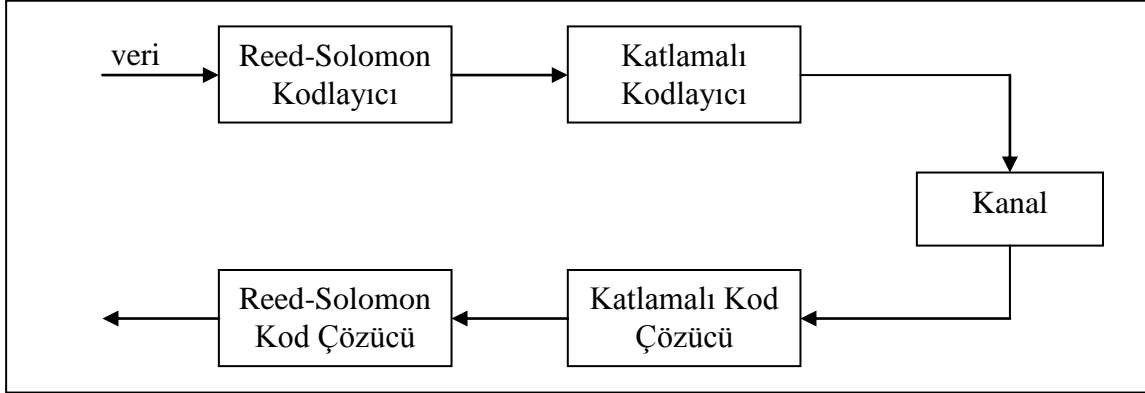 veri
Reed-Solomon
Kodlayıcı
Katlamalı
Kodlayıcı
Kanal
Katlamalı Kod
Çözücü
Reed-Solomon
Kod Çözücü